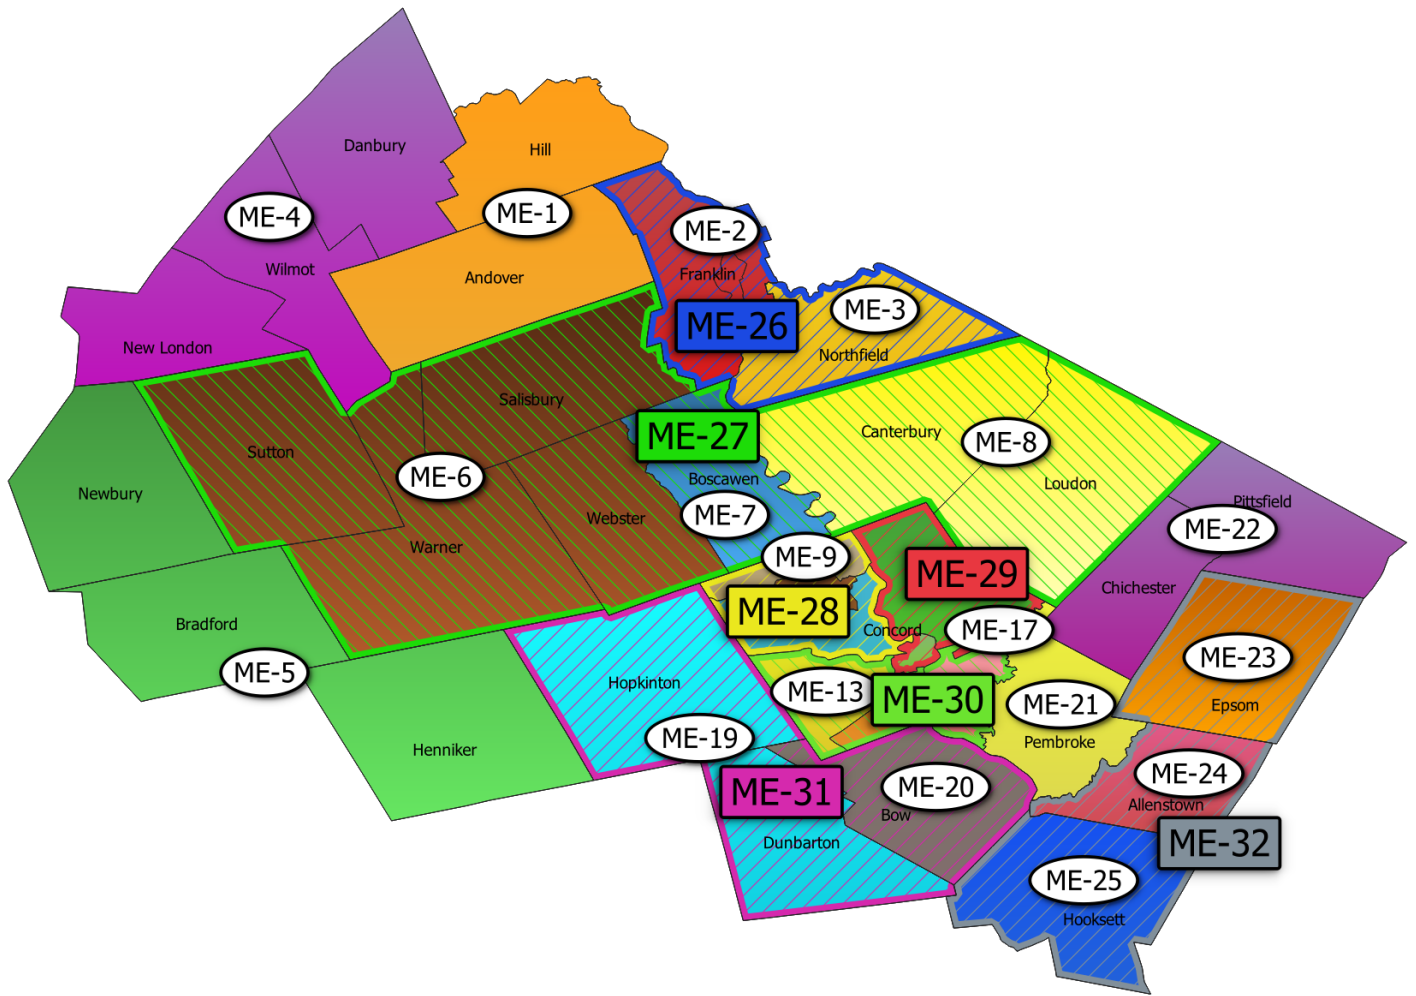 Danbury
Hill
ME-4
ME-1
ME-2
Wilmot
Andover
Franklin
ME-3
ME-26
New London
Northfield
Salisbury
Canterbury
ME-27
ME-8
Sutton
ME-6
Boscawen
Loudon
Newbury
Pittsfield
ME-7
Webster
ME-22
Warner
ME-9
ME-29
Chichester
ME-28
Bradford
Concord
ME-17
ME-5
Hopkinton
ME-23
ME-13
ME-30
ME-21
Epsom
ME-19
Pembroke
Henniker
ME-24
ME-31
ME-20
Allenstown
Bow
ME-32
Dunbarton
ME-25
Hooksett